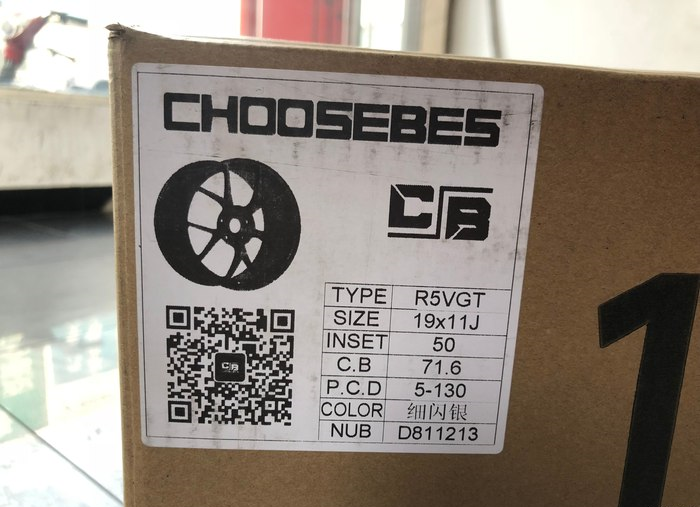 CHOOSEBES
CB
TYPE R5VGT
SIZE 19x11J
INSET 50
C.B 71.6
P.C.D 5-130
COLOR 细闪银
NUB D811213
CB
1